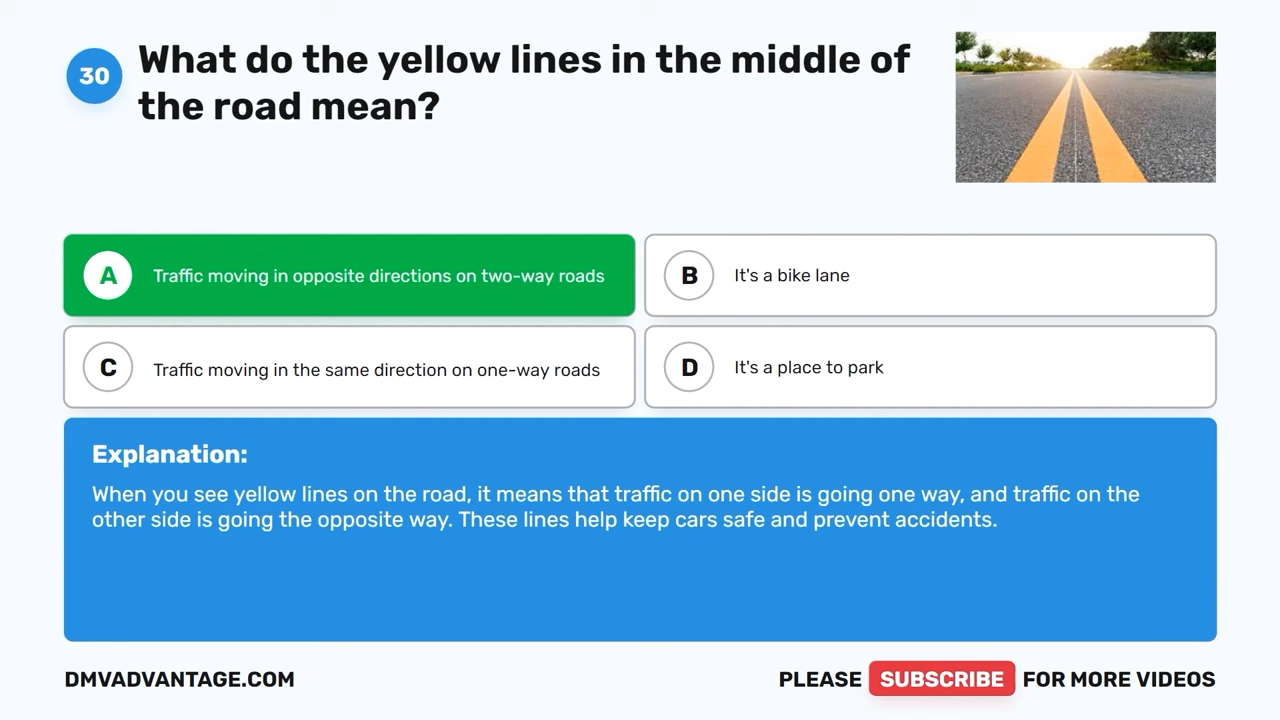 30
What do the yellow lines in the middle of
the road mean?
A
Traffic moving in opposite directions on two-way roads
B
It's a bike lane
C
Traffic moving in the same direction on one-way roads
D
It's a place to park
Explanation:
When you see yellow lines on the road, it means that traffic on one side is going one way, and traffic on the
other side is going the opposite way. These lines help keep cars safe and prevent accidents.
DMVADVANTAGE.COM
PLEASE SUBSCRIBE FOR MORE VIDEOS